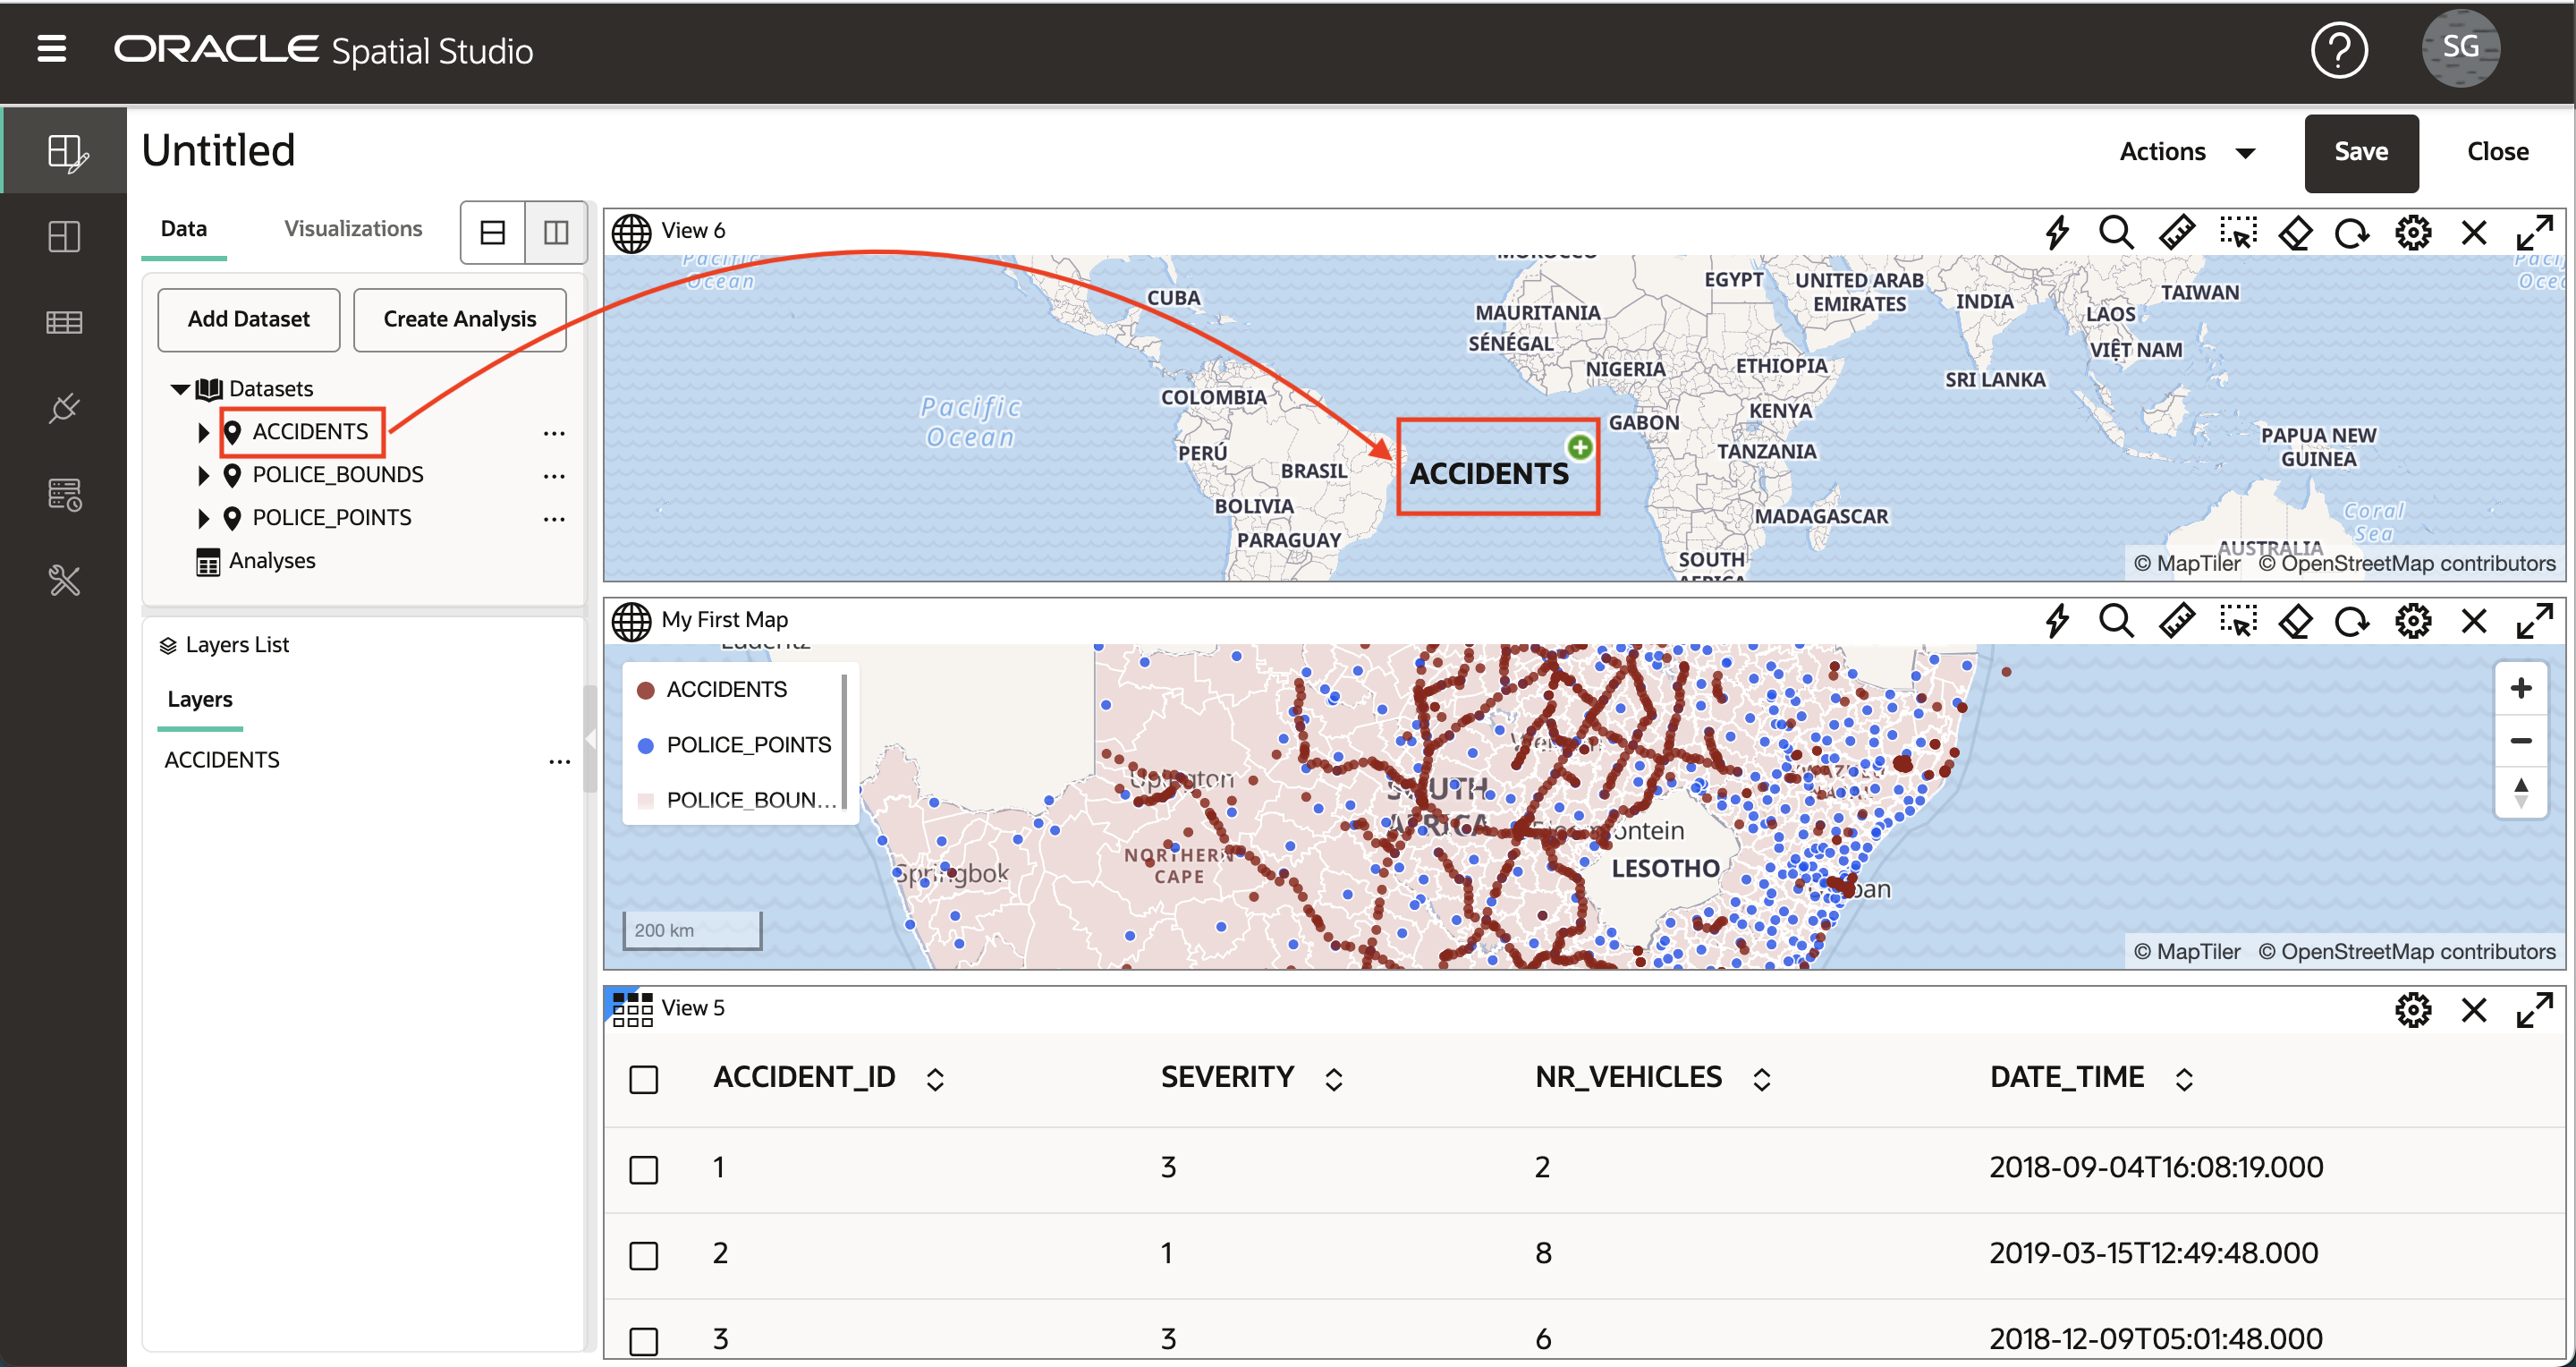 ORACLE Spatial Studio
SG
Untitled
Actions
Save
Close
Data
Visualizations
Add Dataset
Create Analysis
Datasets
ACCIDENTS
POLICE_BOUNDS
POLICE_POINTS
Analyses
Layers List
Layers
ACCIDENTS
View 6
Pacific
Ocean
MOROCCO
EGYPT
UNITED ARAB
EMIRATES
CUBA
MAURITANIA
INDIA
TAIWAN
LAOS
SÉNÉGAL
VIỆT NAM
NIGERIA
ETHIOPIA
SRI LANKA
COLOMBIA
Pacific
Ocean
KENYA
GABON
PERÚ
TANZANIA
PAPUA NEW
GUINEA
BRASIL
ACCIDENTS
BOLIVIA
MADAGASCAR
Coral
Sea
PARAGUAY
SOUTH
AFRICA
AUSTRALIA
© MapTiler © OpenStreetMap contributors
My First Map
ACCIDENTS
POLICE_POINTS
POLICE_BOUN...
Upington
SOUTH
AFRICA
NORTHERN
CAPE
Springbok
LESOTHO
200 km
© MapTiler © OpenStreetMap contributors
View 5
ACCIDENT_ID SEVERITY NR_VEHICLES DATE_TIME
1 3 2 2018-09-04T16:08:19.000
2 1 8 2019-03-15T12:49:48.000
3 3 6 2018-12-09T05:01:48.000